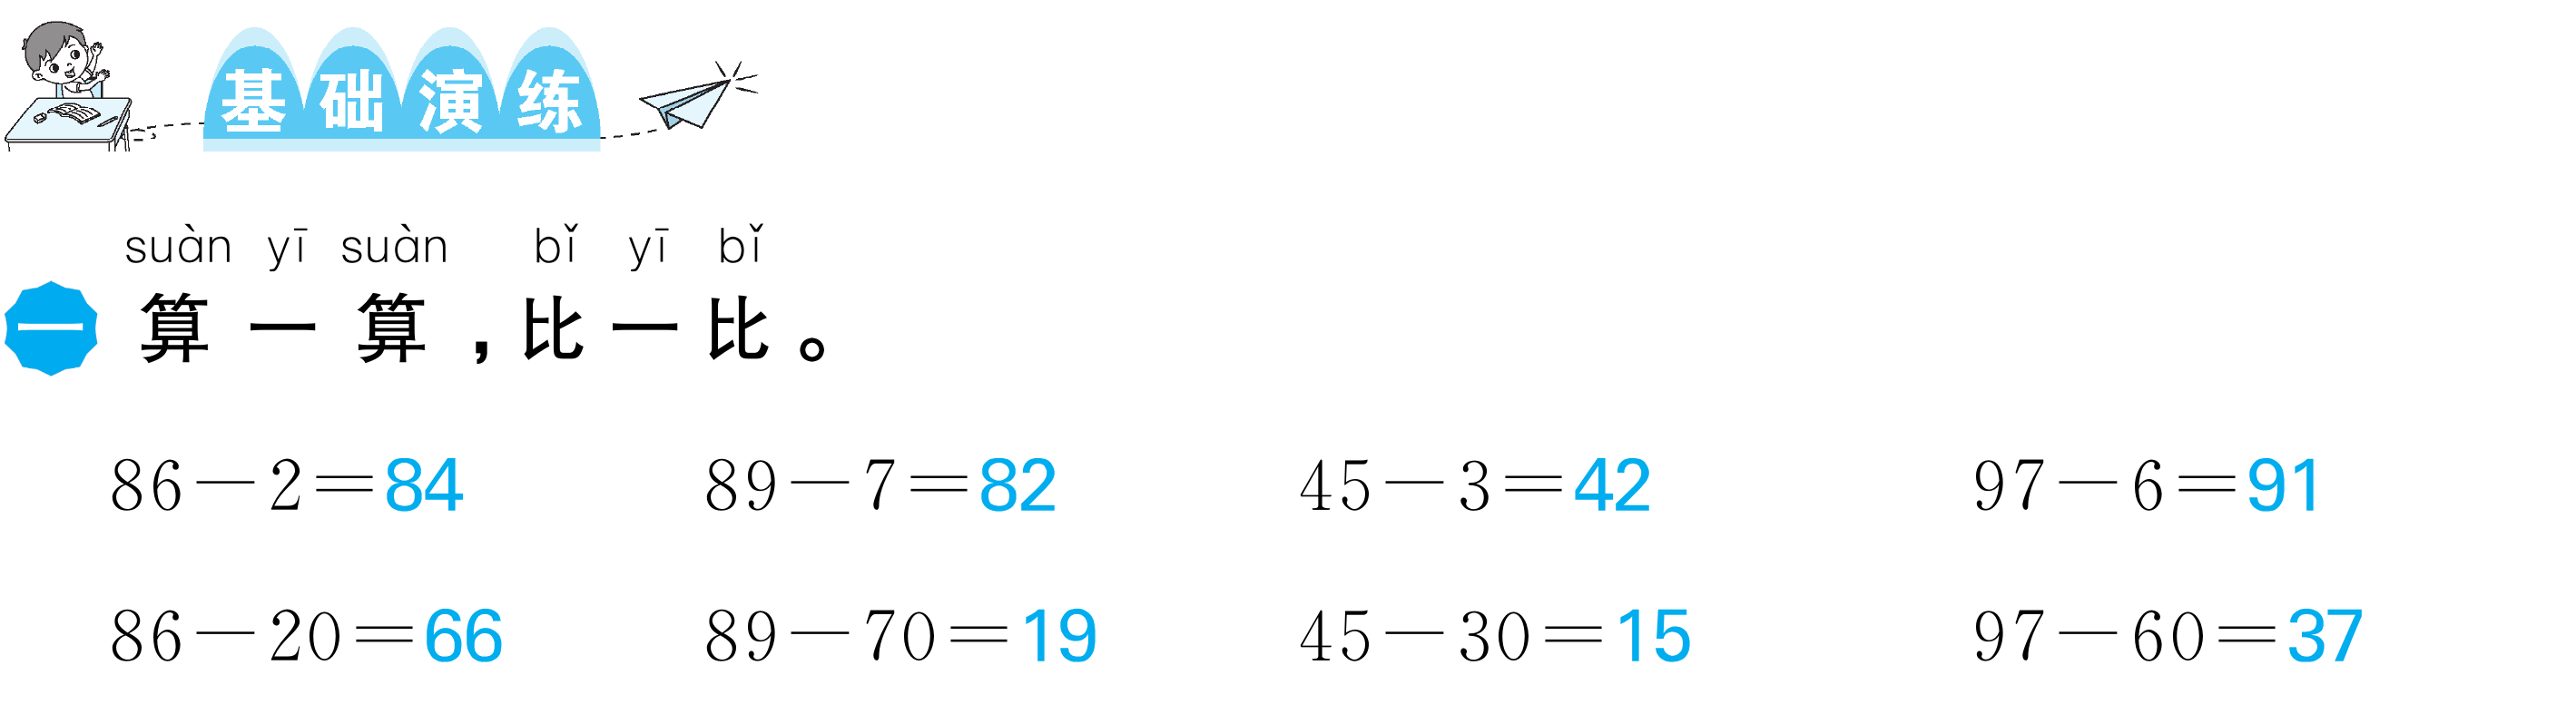 基础演练
suàn yī suàn bǐ yī bǐ
一 算一算,比一比。
86－2＝84 89－7＝82 45－3＝42 97－6＝91
86－20＝66 89－70＝19 45－30＝15 97－60＝37